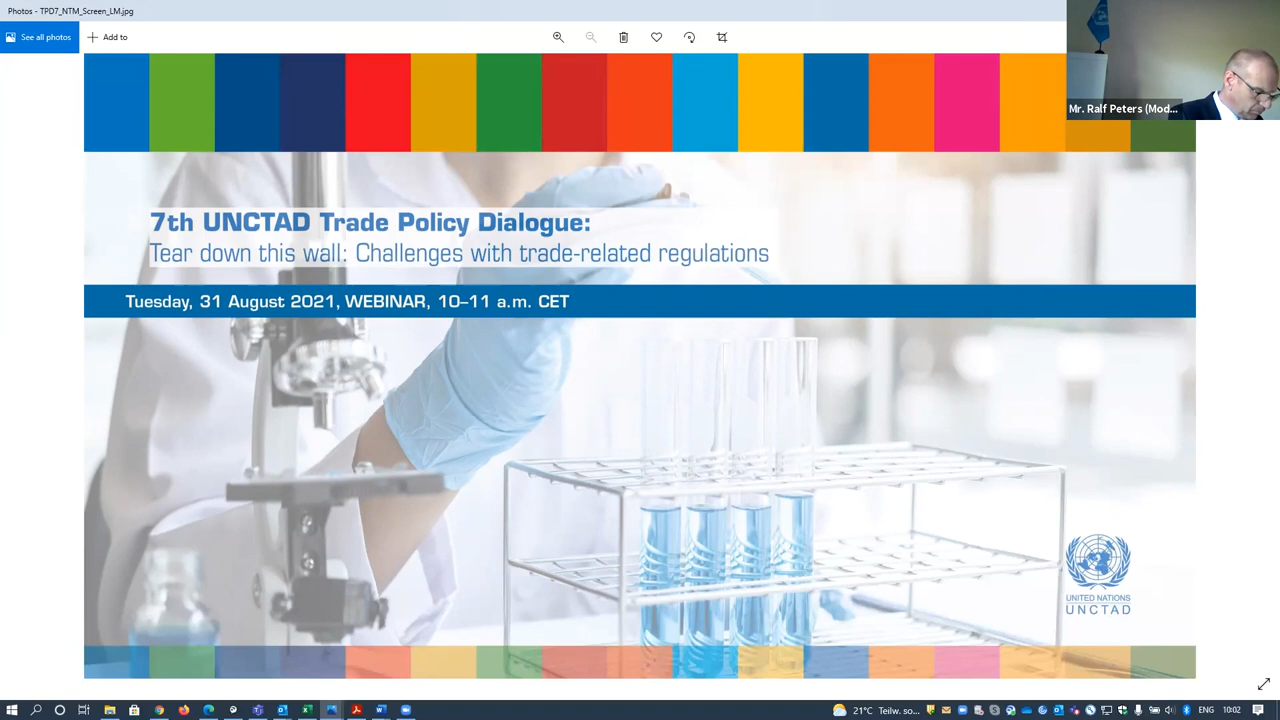 Photos - TPD7_NTM_Screen_LM.jpg
See all photos
Add to
Mr. Ralf Peters (Mod...
7th UNCTAD Trade Policy Dialogue:
Tear down this wall: Challenges with trade-related regulations
Tuesday, 31 August 2021, WEBINAR, 10–11 a.m. CET
UNITED NATIONS
UNCTAD
21°C Teilw. so...
ENG
10:02